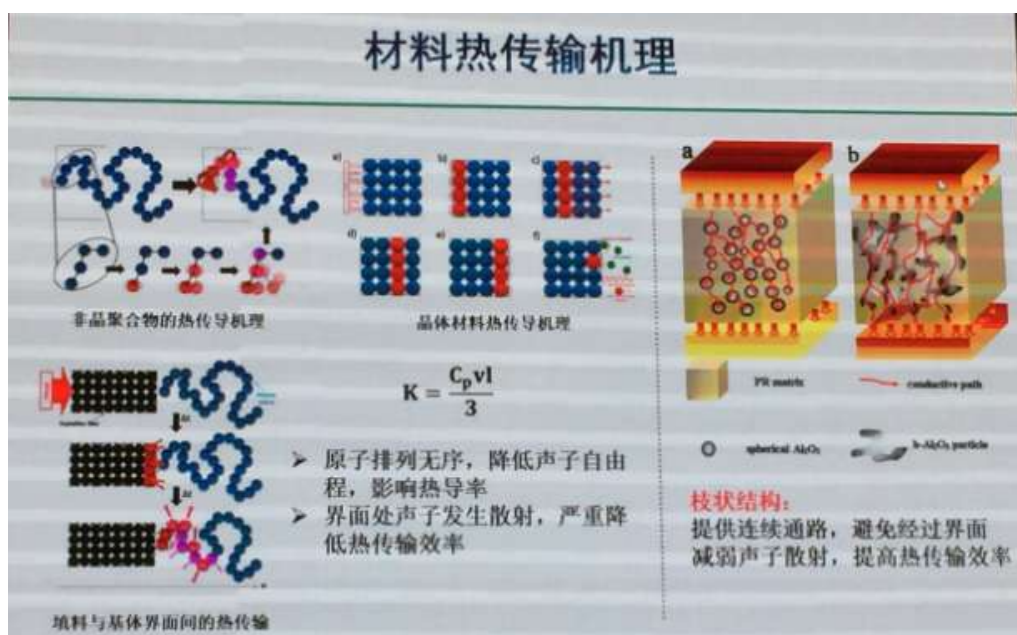 材料热传输机理
a)
b)
c)
d)
e)
f)
非晶聚合物的热传导机理
晶体材料热传导机理
K = C_p vl / 3
➢ 原子排列无序，降低声子自由
程，影响热导率
➢ 界面处声子发生散射，严重降
低热传输效率
填料与基体界面间的热传输
a
b
PR matrix
conductive path
spherical Al₂O₃
b-Al₂O₃ particle
枝状结构：
提供连续通路，避免经过界面
减弱声子散射，提高热传输效率